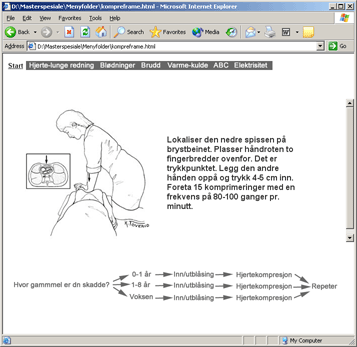 D:\Masterspesiale\Menyfolder\kompreframe.html - Microsoft Internet Explorer
File Edit View Favorites Tools Help
Back Search Favorites Media
Address D:\Masterspesiale\Menyfolder\kompreframe.html Go
Start Hjerte-lunge redning Blødninger Brudd Varme-kulde ABC Elektrisitet
Lokaliser den nedre spissen på
brystbeinet. Plasser håndroten to
fingerbredder ovenfor. Det er
trykkpunktet. Legg den andre
hånden oppå og trykk 4-5 cm inn.
Foreta 15 komprimeringer med en
frekvens på 80-100 ganger pr.
minutt.
0-1 år Inn/utblåsing Hjertekompresjon
Hvor gammmel er dn skadde? 1-8 år Inn/utblåsing Hjertekompresjon Repeter
Voksen Inn/utblåsing Hjertekompresjon
My Computer